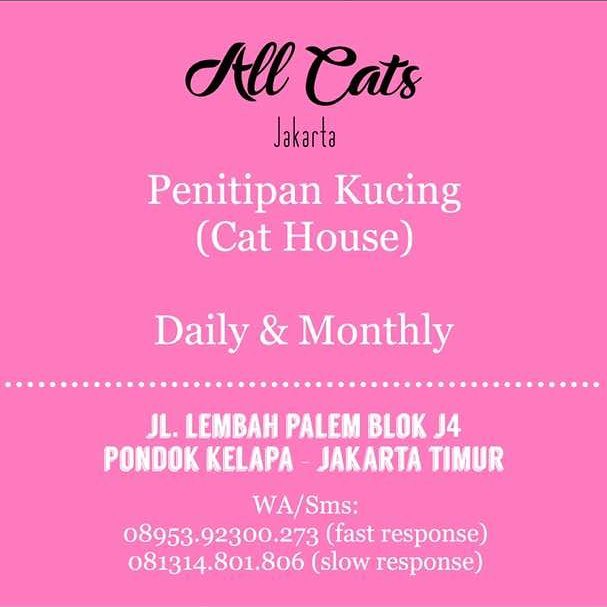 All Cats
Jakarta
Penitipan Kucing
(Cat House)
Daily & Monthly
JL. LEMBAH PALEM BLOK J4
PONDOK KELAPA - JAKARTA TIMUR
WA/Sms:
08953.92300.273 (fast response)
081314.801.806 (slow response)